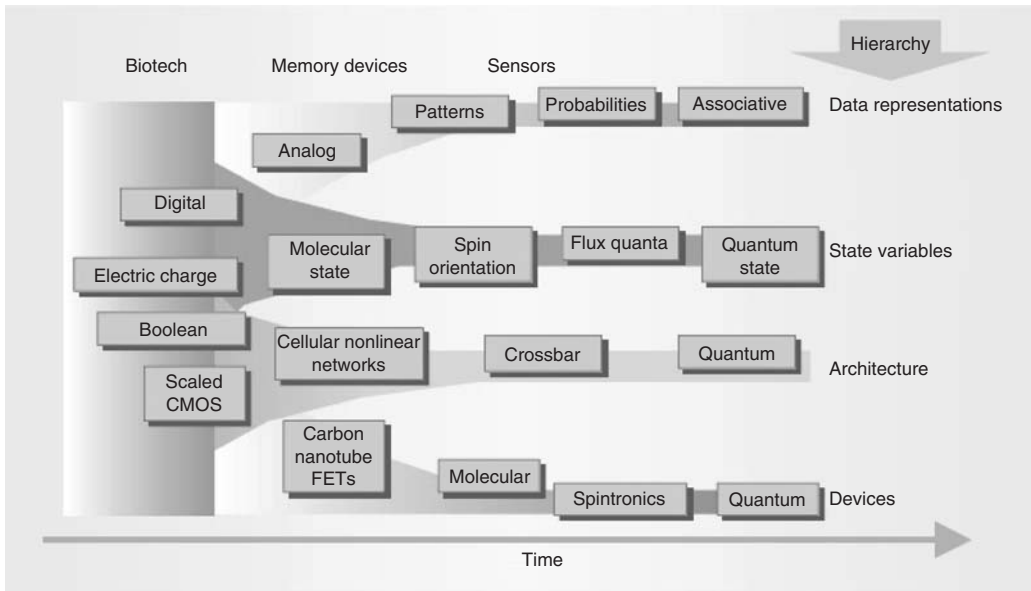 Hierarchy
Biotech
Memory devices
Sensors
Patterns
Probabilities
Associative
Data representations
Analog
Digital
Molecular
state
Spin
orientation
Flux quanta
Quantum
state
State variables
Electric charge
Boolean
Cellular nonlinear
networks
Crossbar
Quantum
Architecture
Scaled
CMOS
Carbon
nanotube
FETs
Molecular
Spintronics
Quantum
Devices
Time